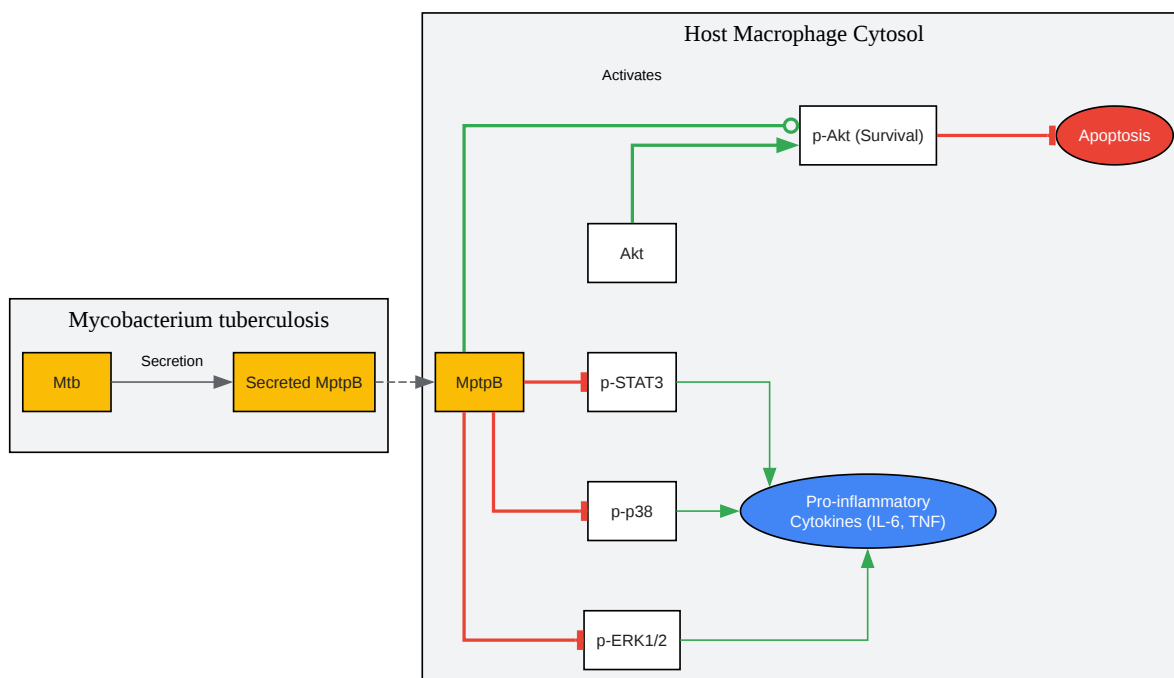 Host Macrophage Cytosol
Activates
p-Akt (Survival)
Apoptosis
Akt
Mycobacterium tuberculosis
Secretion
Mtb
Secreted MptpB
MptpB
p-STAT3
p-p38
Pro-inflammatory
Cytokines (IL-6, TNF)
p-ERK1/2